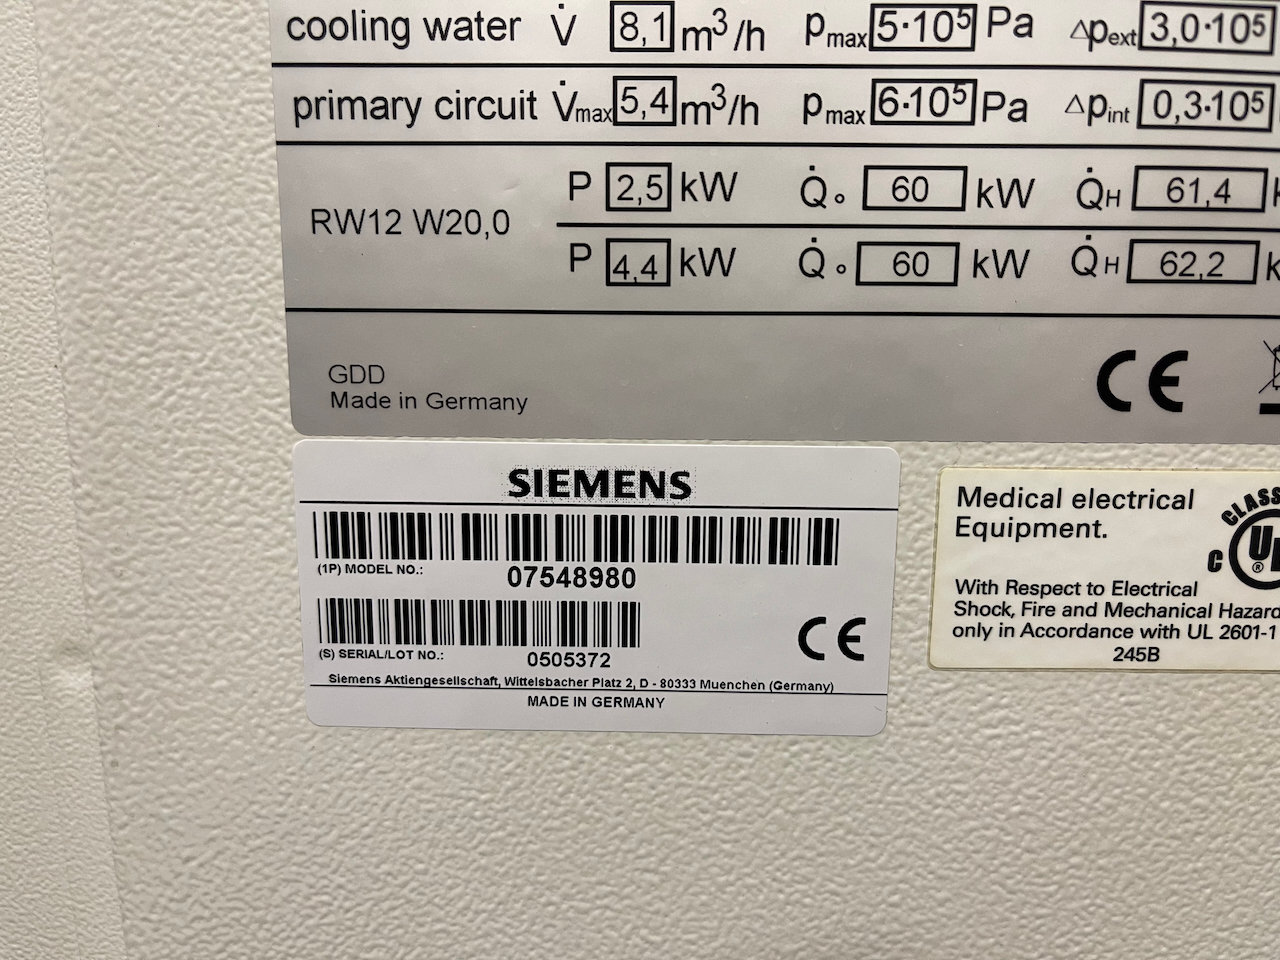 cooling water V̇ 8,1 m³/h pmax 5·10⁵ Pa Δpext 3,0·10⁵
primary circuit V̇max 5,4 m³/h pmax 6·10⁵ Pa Δpint 0,3·10⁵
P 2,5 kW Q̇o 60 kW Q̇H 61,4
RW12 W20,0
P 4,4 kW Q̇o 60 kW Q̇H 62,2
GDD
Made in Germany
CE
SIEMENS
(1P) MODEL NO.: 07548980
(S) SERIAL/LOT NO.: 0505372
CE
Siemens Aktiengesellschaft, Wittelsbacher Platz 2, D - 80333 Muenchen (Germany)
MADE IN GERMANY
Medical electrical
Equipment.
C
With Respect to Electrical
Shock, Fire and Mechanical Hazard
only in Accordance with UL 2601-1
245B